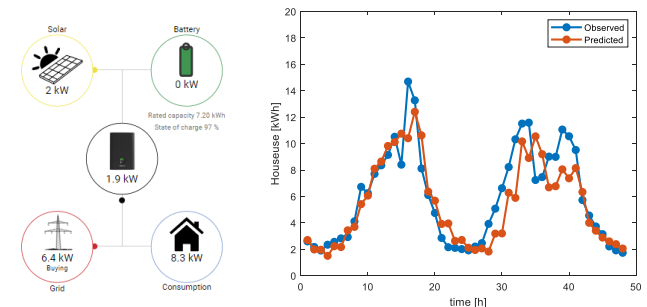 Solar
Battery
2 kW
0 kW
Rated capacity 7.20 kWh
State of charge 97 %
1.9 kW
6.4 kW
Buying
8.3 kW
Grid
Consumption
20
18
16
14
12
10
8
6
4
2
0
Houseuse [kWh]
Observed
Predicted
0
10
20
30
40
50
time [h]